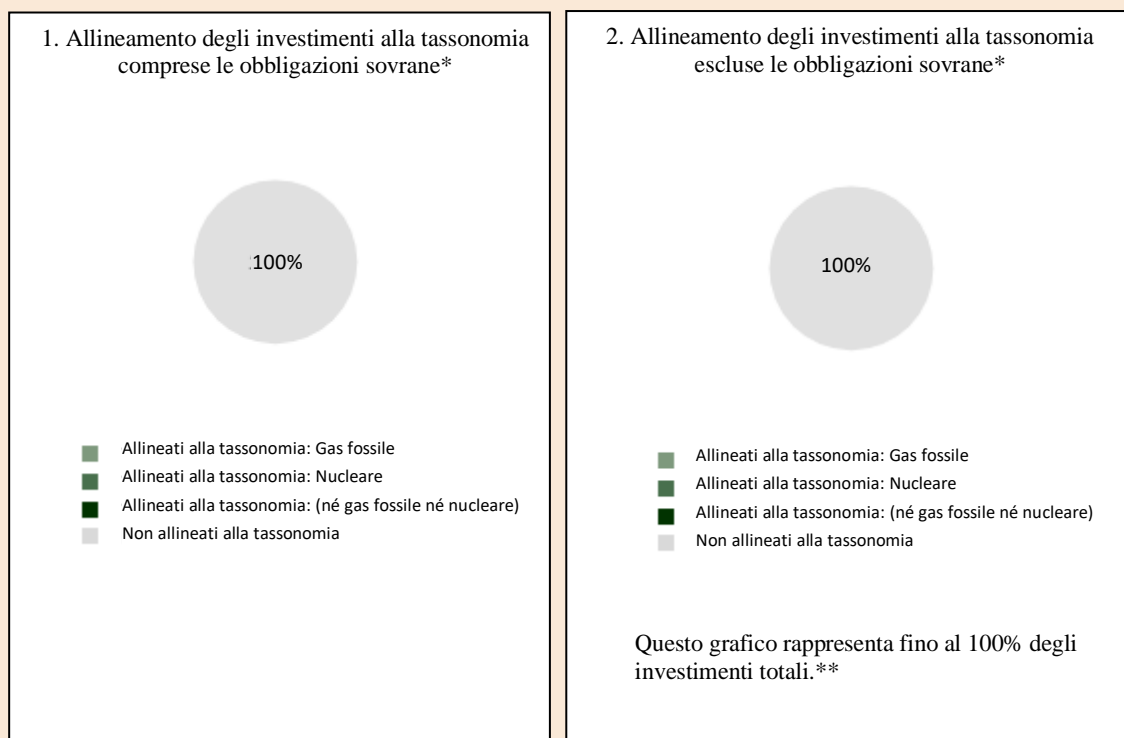 1. Allineamento degli investimenti alla tassonomia
comprese le obbligazioni sovrane*
100%
Allineati alla tassonomia: Gas fossile
Allineati alla tassonomia: Nucleare
Allineati alla tassonomia: (né gas fossile né nucleare)
Non allineati alla tassonomia
2. Allineamento degli investimenti alla tassonomia
escluse le obbligazioni sovrane*
100%
Allineati alla tassonomia: Gas fossile
Allineati alla tassonomia: Nucleare
Allineati alla tassonomia: (né gas fossile né nucleare)
Non allineati alla tassonomia
Questo grafico rappresenta fino al 100% degli
investimenti totali.**